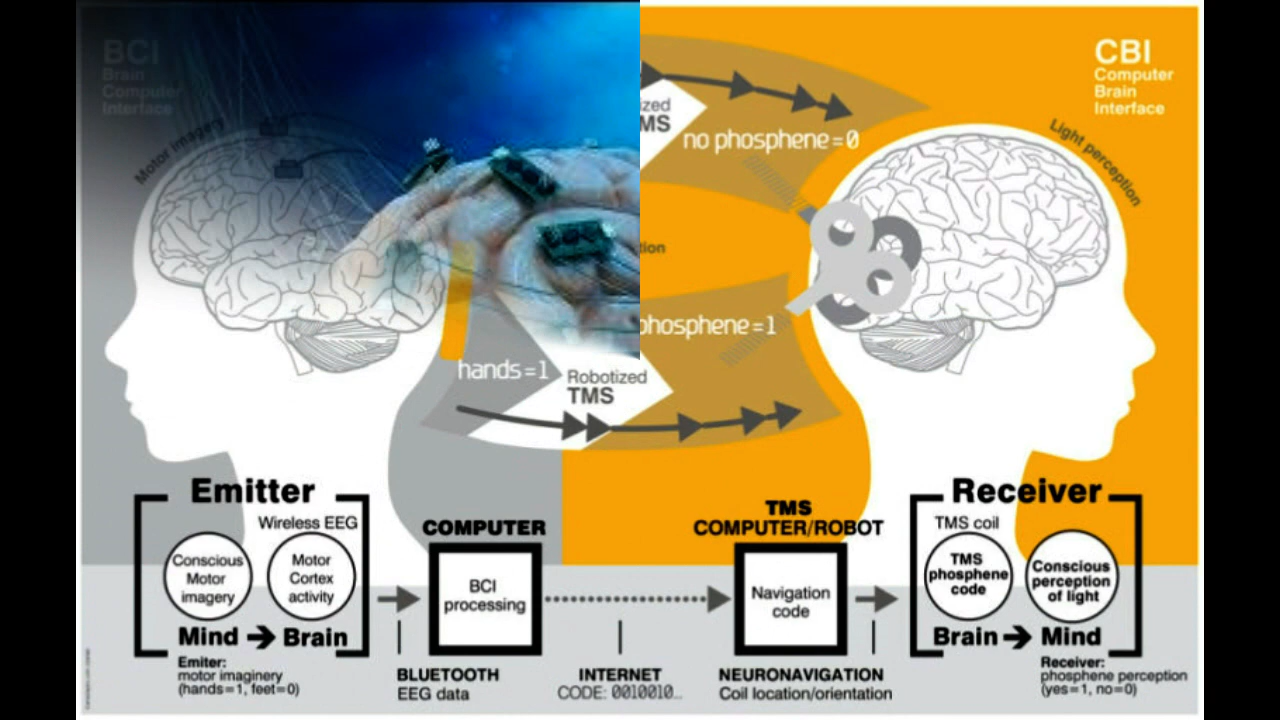 BCI
Brain
Computer
Interface
Motor imagery
CBI
Computer
Brain
Interface
Light perception
no phosphene=0
phosphene=1
hands=1
Robotized
TMS
Emitter
Wireless EEG
Conscious
Motor
imagery
Motor
Cortex
activity
Mind
Brain
Emiter:
motor imaginery
(hands=1, feet=0)
COMPUTER
BCI
processing
BLUETOOTH
EEG data
INTERNET
CODE: 0010010..
TMS
COMPUTER/ROBOT
Navigation
code
NEURONAVIGATION
Coil location/orientation
Receiver
TMS coil
TMS
phosphene
code
Conscious
perception
of light
Brain
Mind
Receiver:
phosphene perception
(yes=1, no=0)